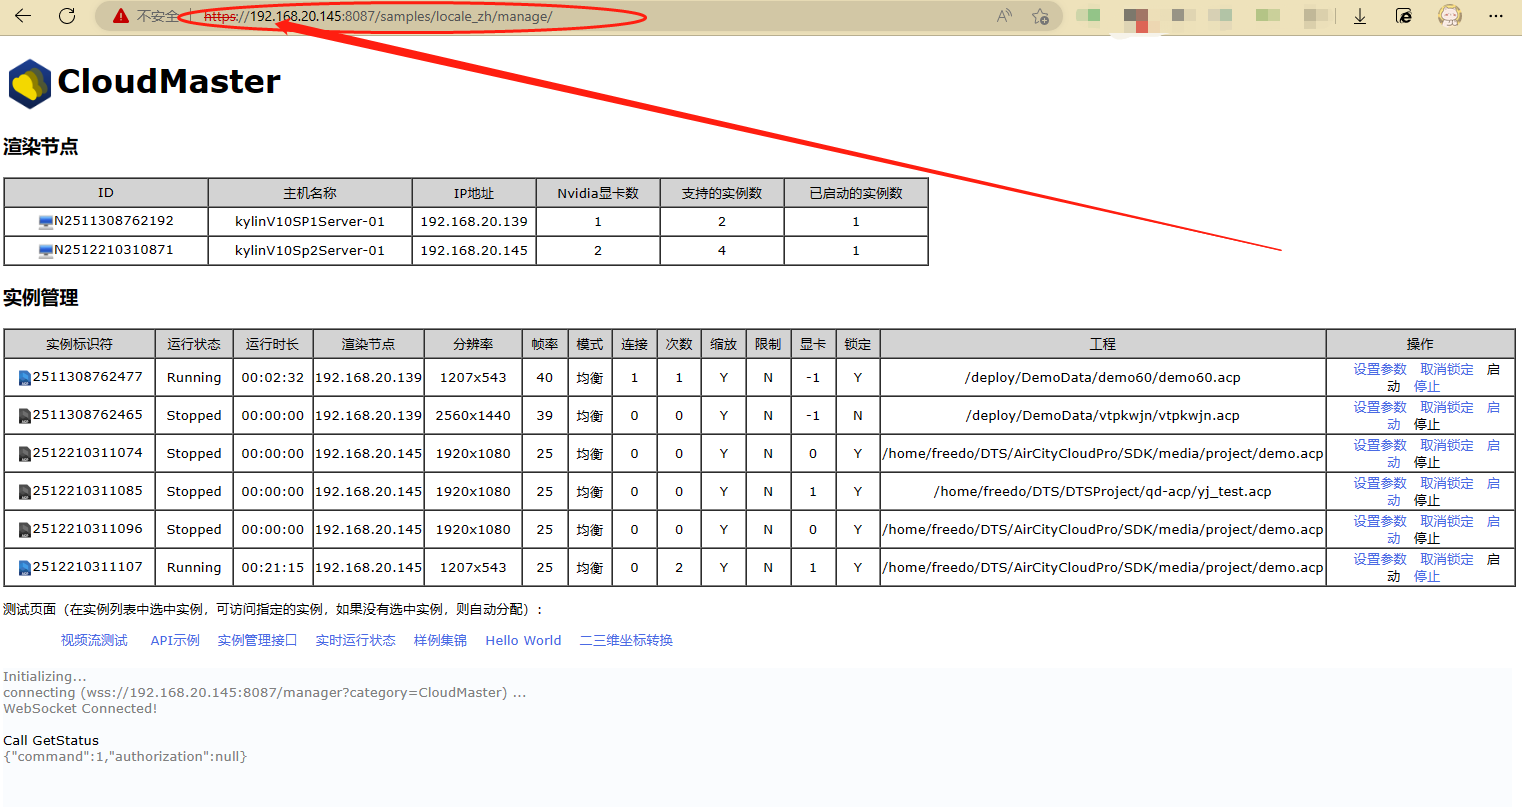 不安全 https://192.168.20.145:8087/samples/locale_zh/manage/
CloudMaster
渲染节点
ID 主机名称 IP地址 Nvidia显卡数 支持的实例数 已启动的实例数
N2511308762192 kylinV10SP1Server-01 192.168.20.139 1 2 1
N2512210310871 kylinV10Sp2Server-01 192.168.20.145 2 4 1
实例管理
实例标识符 运行状态 运行时长 渲染节点 分辨率 帧率 模式 连接 次数 缩放 限制 显卡 锁定 工程 操作
2511308762477 Running 00:02:32 192.168.20.139 1207x543 40 均衡 1 1 Y N -1 Y /deploy/DemoData/demo60/demo60.acp 设置参数 取消锁定 启动 停止
2511308762465 Stopped 00:00:00 192.168.20.139 2560x1440 39 均衡 0 0 Y N -1 N /deploy/DemoData/vtpkwjn/vtpkwjn.acp 设置参数 取消锁定 启动 停止
2512210311074 Stopped 00:00:00 192.168.20.145 1920x1080 25 均衡 0 0 Y N 0 Y /home/freedo/DTS/AirCityCloudPro/SDK/media/project/demo.acp 设置参数 取消锁定 启动 停止
2512210311085 Stopped 00:00:00 192.168.20.145 1920x1080 25 均衡 0 0 Y N 1 Y /home/freedo/DTS/DTSProject/qd-acp/yj_test.acp 设置参数 取消锁定 启动 停止
2512210311096 Stopped 00:00:00 192.168.20.145 1920x1080 25 均衡 0 0 Y N 0 Y /home/freedo/DTS/AirCityCloudPro/SDK/media/project/demo.acp 设置参数 取消锁定 启动 停止
2512210311107 Running 00:21:15 192.168.20.145 1207x543 25 均衡 0 2 Y N 1 Y /home/freedo/DTS/AirCityCloudPro/SDK/media/project/demo.acp 设置参数 取消锁定 启动 停止
测试页面（在实例列表中选中实例，可访问指定的实例，如果没有选中实例，则自动分配）：
视频流测试 API示例 实例管理接口 实时运行状态 样例集锦 Hello World 二三维坐标转换
Initializing...
connecting (wss://192.168.20.145:8087/manager?category=CloudMaster) ...
WebSocket Connected!
Call GetStatus
{"command":1,"authorization":null}